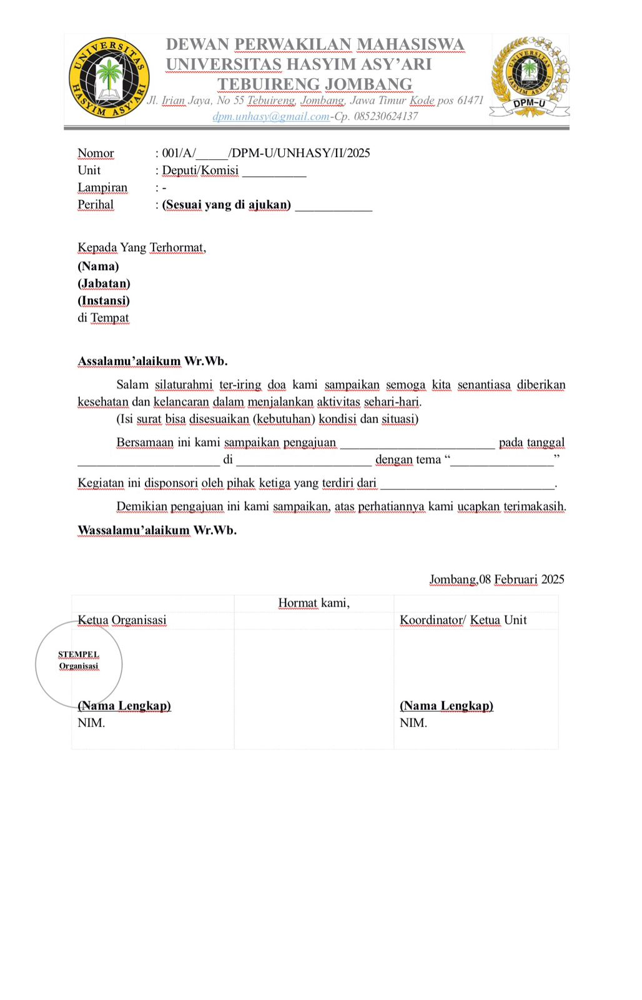 UNIVERSITAS
HASYIM ASY'ARI
DEWAN PERWAKILAN MAHASISWA
UNIVERSITAS HASYIM ASY’ARI
TEBUIRENG JOMBANG
Jl. Irian Jaya, No 55 Tebuireng, Jombang, Jawa Timur Kode pos 61471
dpm.unhasy@gmail.com-Cp. 085230624137
UNIVERSITAS
HASYIM ASY'ARI
DPM
DPM-U
Nomor : 001/A/_____/DPM-U/UNHASY/II/2025
Unit : Deputi/Komisi __________
Lampiran : -
Perihal : (Sesuai yang di ajukan) ____________
Kepada Yang Terhormat,
(Nama)
(Jabatan)
(Instansi)
di Tempat
Assalamu’alaikum Wr.Wb.
Salam silaturahmi ter-iring doa kami sampaikan semoga kita senantiasa diberikan
kesehatan dan kelancaran dalam menjalankan aktivitas sehari-hari.
(Isi surat bisa disesuaikan (kebutuhan) kondisi dan situasi)
Bersamaan ini kami sampaikan pengajuan ________________________ pada tanggal
______________________ di _____________________ dengan tema “________________”
Kegiatan ini disponsori oleh pihak ketiga yang terdiri dari ___________________________.
Demikian pengajuan ini kami sampaikan, atas perhatiannya kami ucapkan terimakasih.
Wassalamu’alaikum Wr.Wb.
Jombang,08 Februari 2025
Hormat kami,
Ketua Organisasi Koordinator/ Ketua Unit
STEMPEL
Organisasi
(Nama Lengkap) (Nama Lengkap)
NIM. NIM.